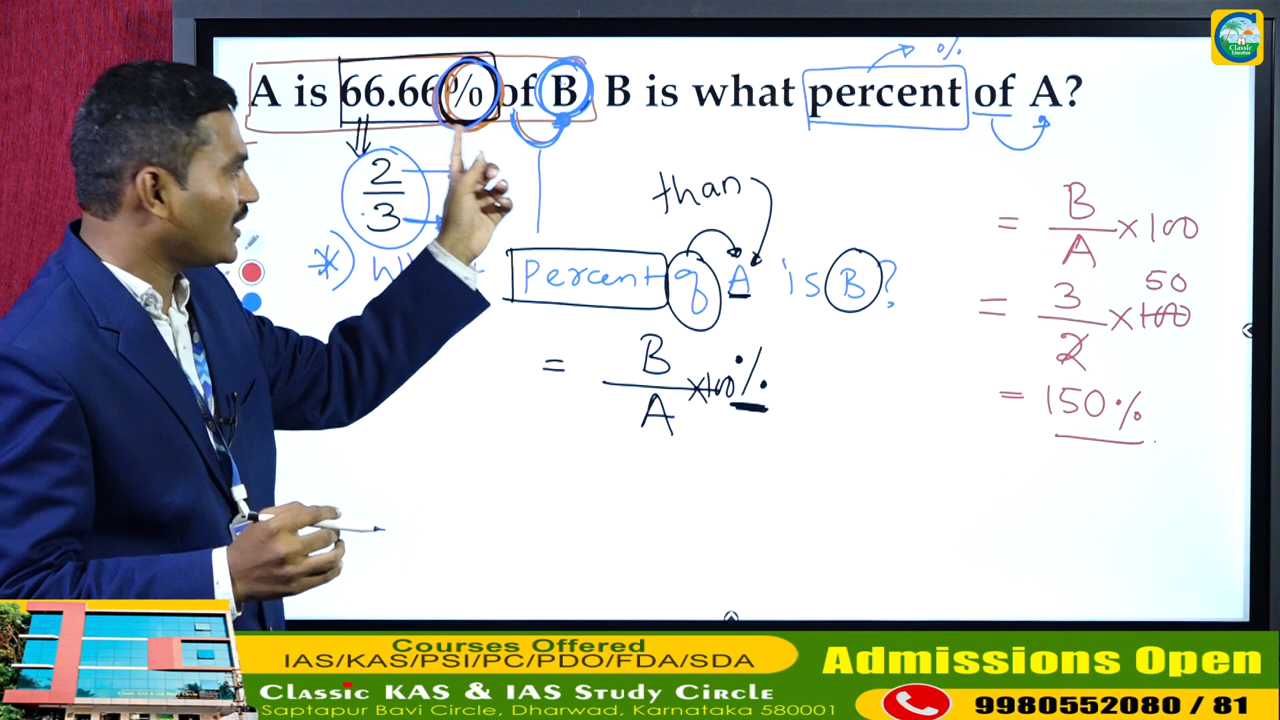 Classic
Education
%
A is 66.66% of B, B is what percent of A?
2
3
than
*)
Percent of A is B?
= B
A
×100%
= B
A
×100
= 3
2
×100
50
= 150%
Courses Offered
IAS/KAS/PSI/PC/PDO/FDA/SDA
Classic KAS & IAS Study Circle
Saptapur Bavi Circle, Dharwad, Karnataka 580001
Admissions Open
9980552080 / 81